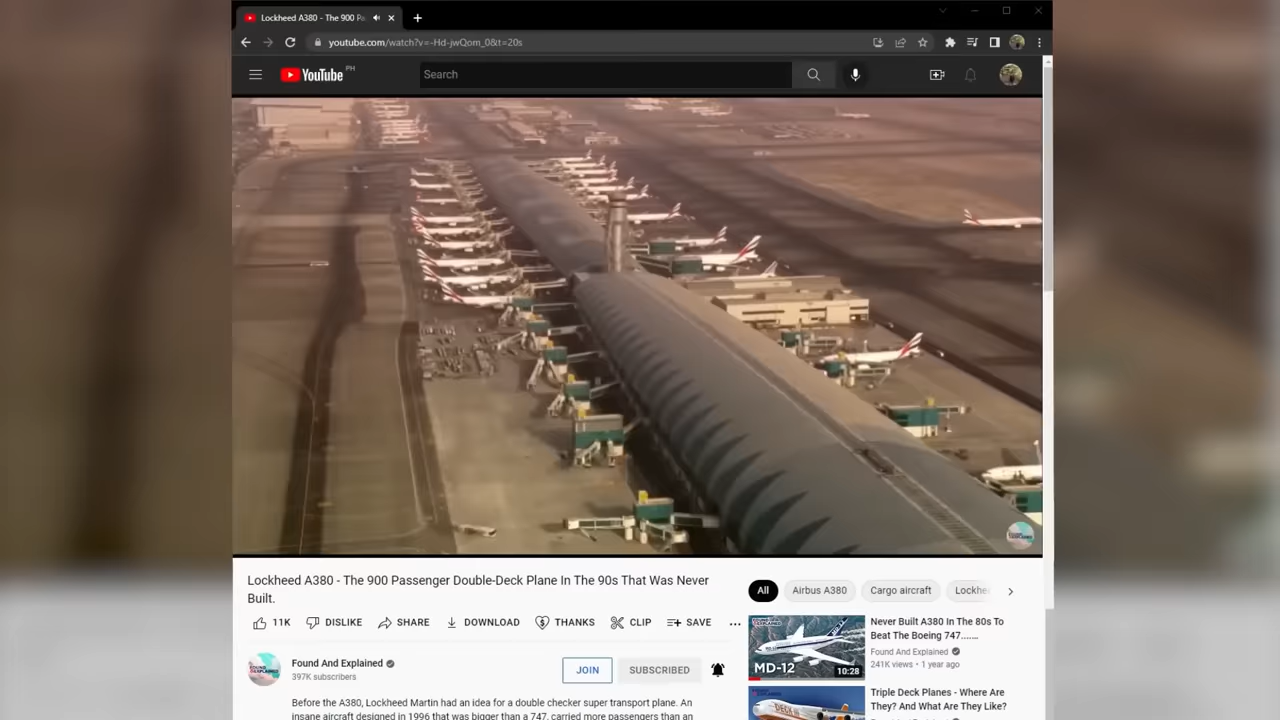 Lockheed A380 - The 900 Pa
youtube.com/watch?v=-Hd-jwQom_0&t=20s
YouTube PH
Search
Lockheed A380 - The 900 Passenger Double-Deck Plane In The 90s That Was Never
Built.
11K DISLIKE SHARE DOWNLOAD THANKS CLIP SAVE ...
Found And Explained
397K subscribers
JOIN SUBSCRIBED
Before the A380, Lockheed Martin had an idea for a double checker super transport plane. An
insane aircraft designed in 1996 that was bigger than a 747, carried more passengers than an
All Airbus A380 Cargo aircraft Lockhe
MD-12
10:28
Never Built A380 In The 80s To
Beat The Boeing 747......
Found And Explained
241K views • 1 year ago
Triple Deck Planes - Where Are
They? And What Are They Like?